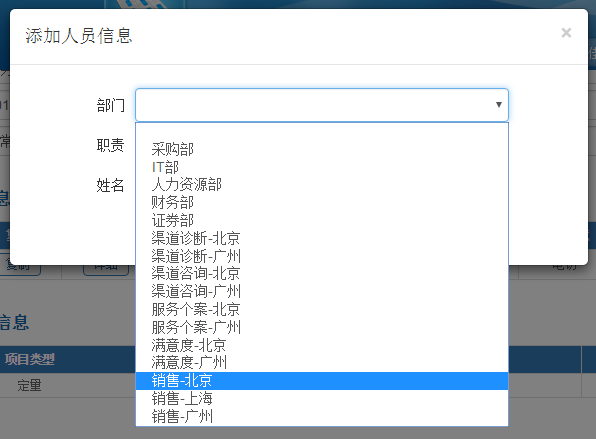 添加人员信息 ×
部门
职责
姓名
采购部
IT部
人力资源部
财务部
证券部
渠道诊断-北京
渠道诊断-广州
渠道咨询-北京
渠道咨询-广州
服务个案-北京
服务个案-广州
满意度-北京
满意度-广州
销售-北京
销售-上海
销售-广州
复制
详细
信息
项目类型
定量